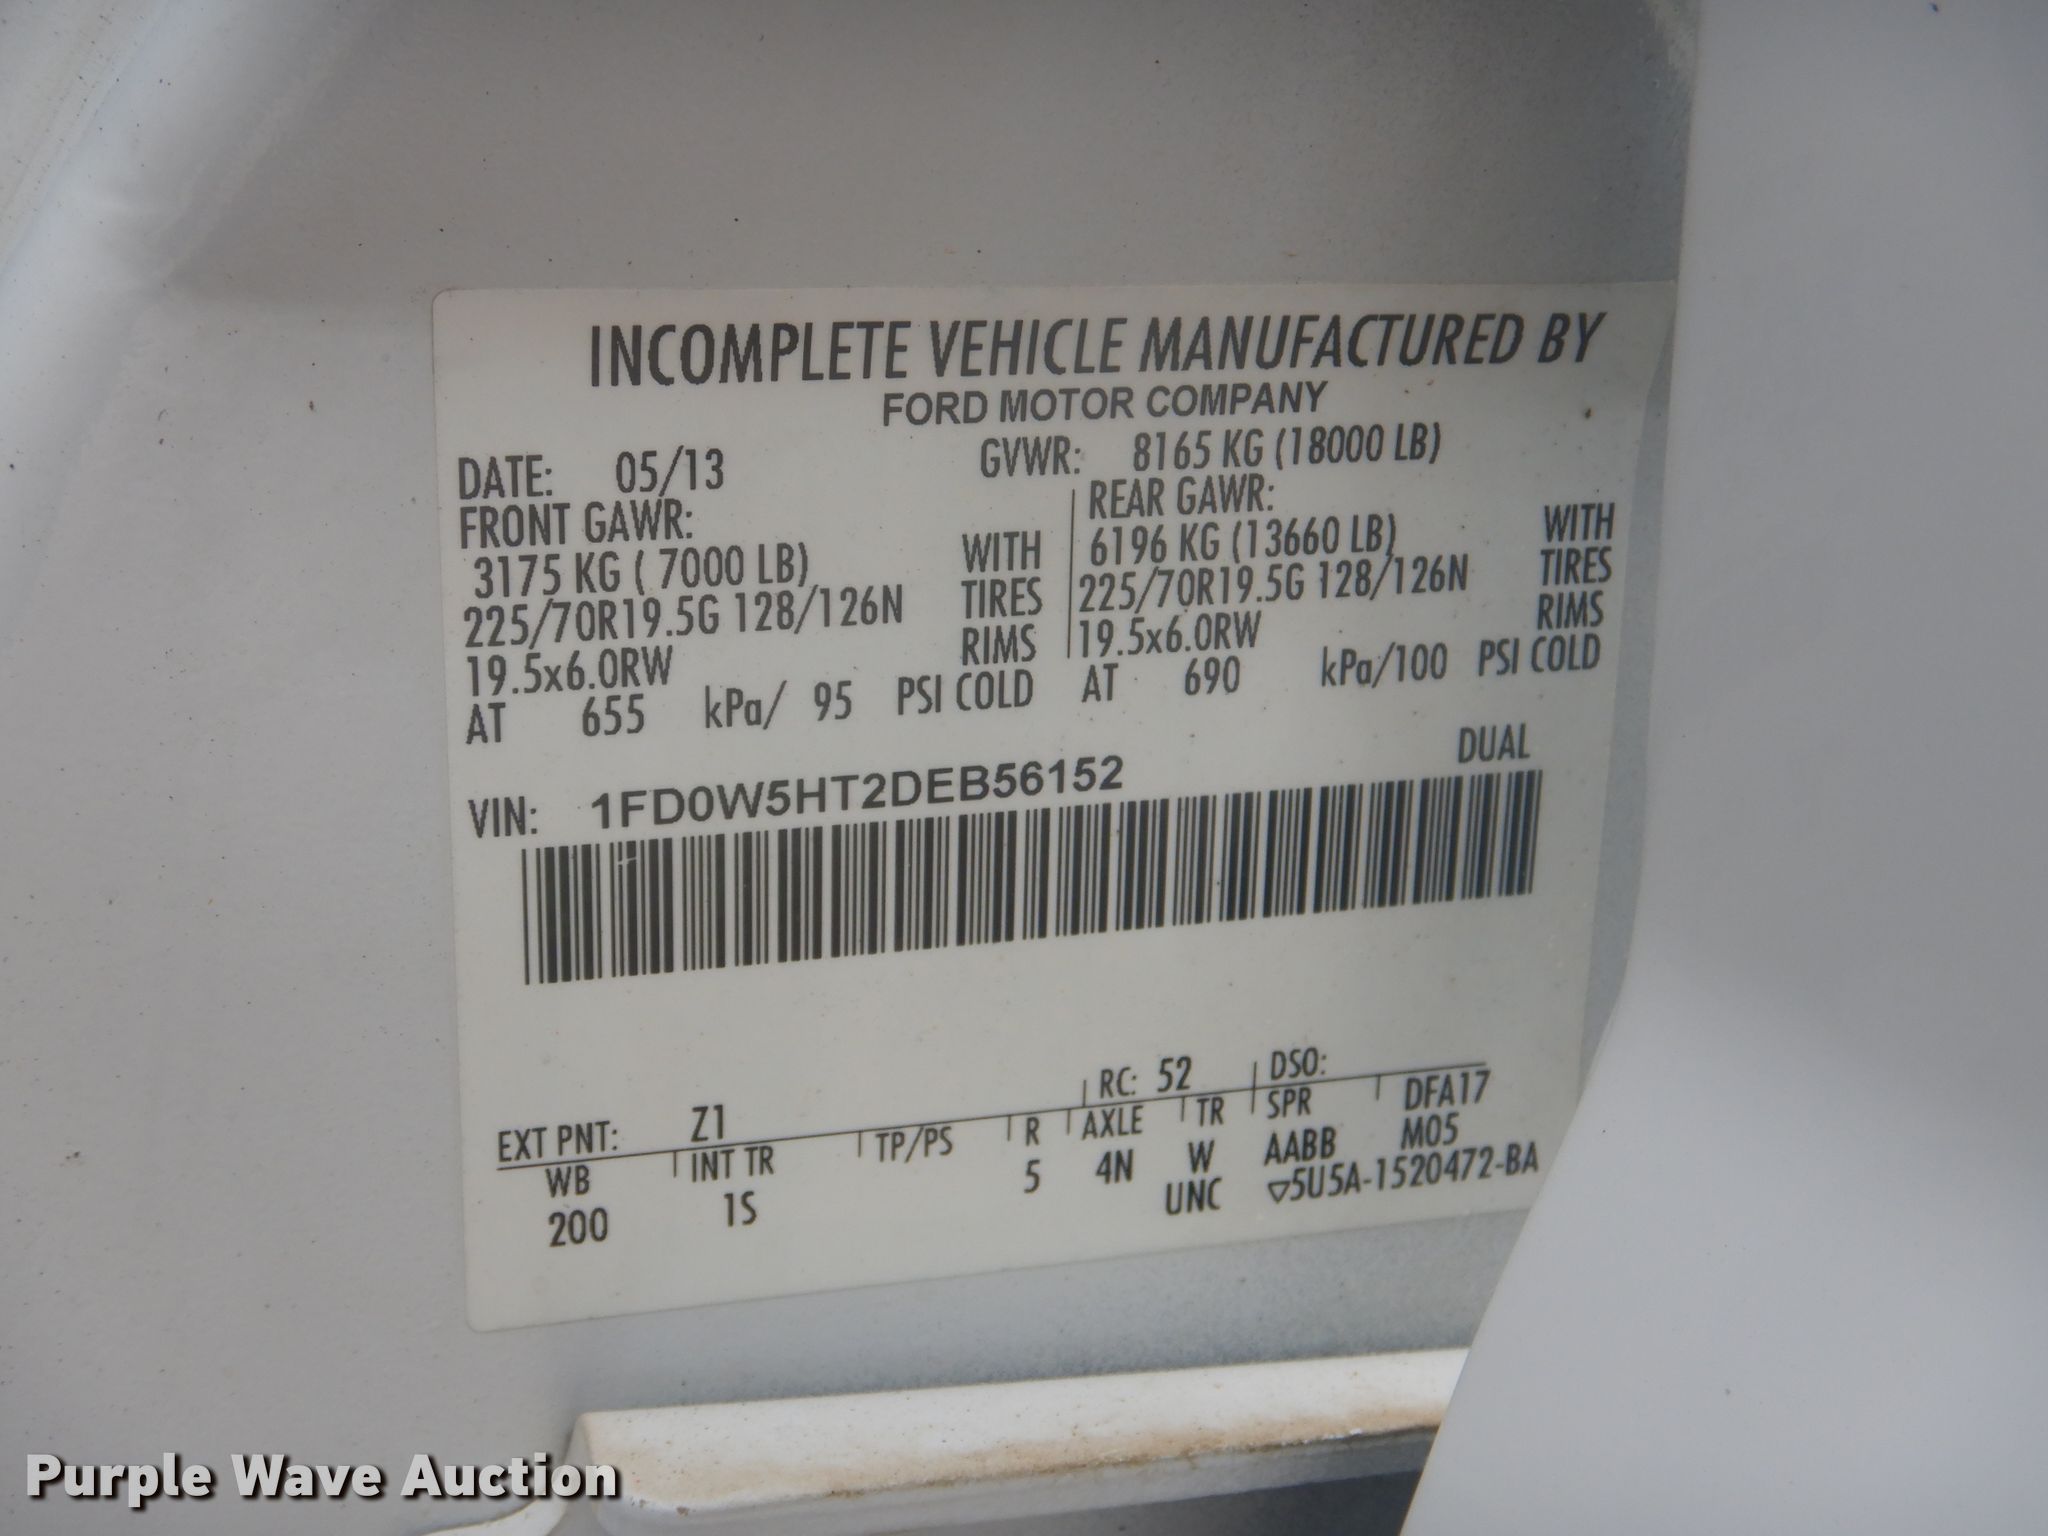 INCOMPLETE VEHICLE MANUFACTURED BY
FORD MOTOR COMPANY
DATE: 05/13 GVWR: 8165 KG (18000 LB)
FRONT GAWR: REAR GAWR:
3175 KG ( 7000 LB) WITH 6196 KG (13660 LB) WITH
225/70R19.5G 128/126N TIRES 225/70R19.5G 128/126N TIRES
19.5x6.0RW RIMS 19.5x6.0RW RIMS
AT 655 kPa/ 95 PSI COLD AT 690 kPa/100 PSI COLD
DUAL
VIN: 1FD0W5HT2DEB56152
EXT PNT: Z1 RC: 52 DSO:
WB INT TR TP/PS R AXLE TR SPR DFA17
200 1S 5 4N W AABB M05
UNC ▽5U5A-1520472-BA
Purple Wave Auction